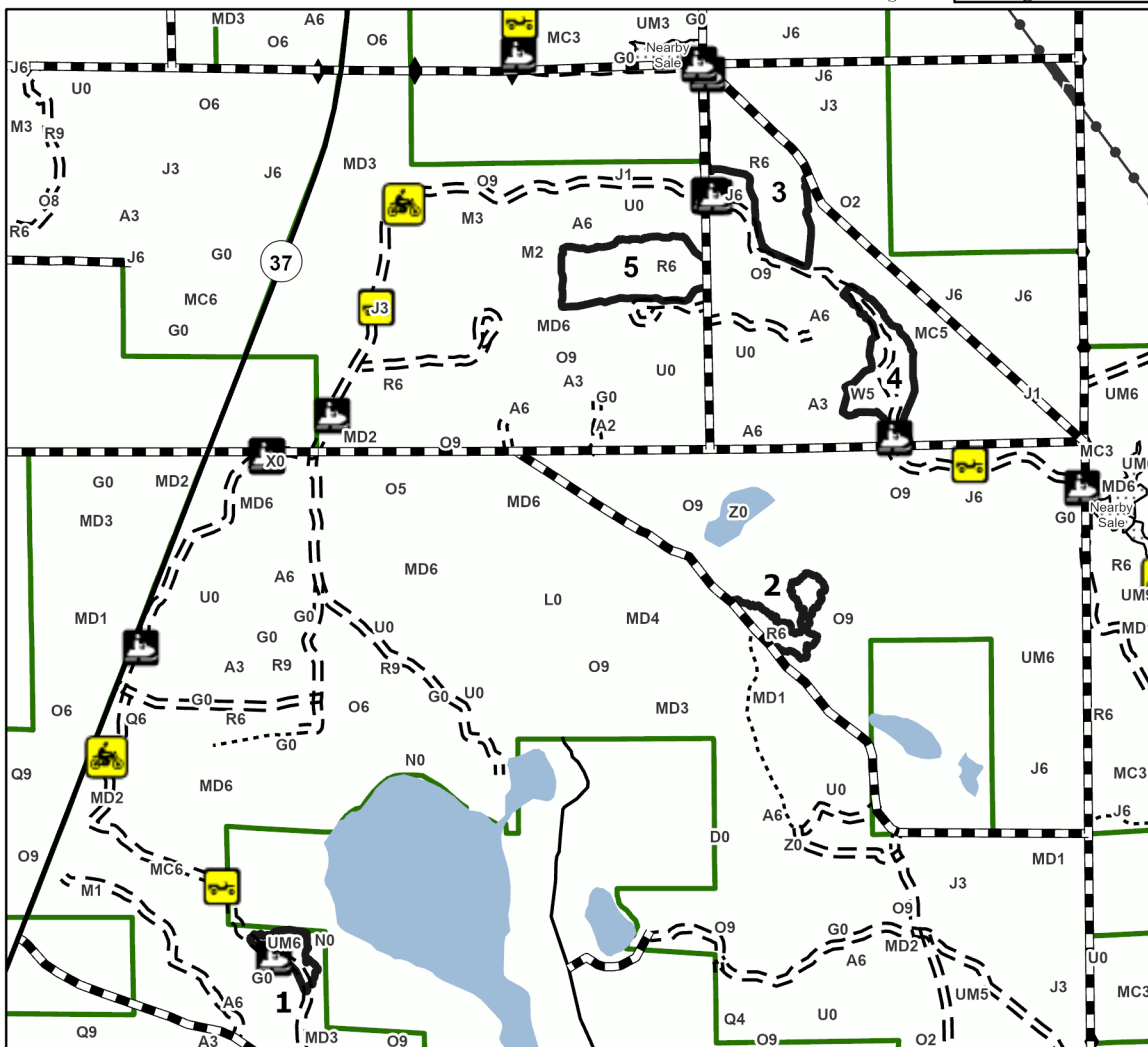 MD3
A6
UM3
G0
O6
O6
MC3
J6
G0
Nearby
Sale
J6
J6
U0
O6
J3
M3
R9
MD3
R6
J3
J6
O9
J1
3
O8
U0
J6
O2
A3
M3
A6
R6
G0
M2
J6
5
R6
O9
37
MC6
J6
J6
J3
A6
G0
MD6
MC5
O9
U0
R6
A3
U0
4
W5
J1
UM6
G0
A6
A3
A2
MD2
O9
A6
MC3
X0
UM6
G0
MD2
O5
MD6
O9
J6
MD6
MD6
O9
Z0
G0
Nearby
Sale
MD3
MD6
R6
A6
2
U0
L0
UM9
MD1
G0
MD4
O9
U0
R6
MD
G0
UM6
A3
R9
R9
O9
G0
U0
MD1
G0
O6
Q6
R6
O6
MD3
R6
G0
N0
J6
MC3
Q9
MD6
U0
MD2
A6
J6
D0
Z0
O9
MC6
MD1
M1
J3
O9
O9
G0
UM6
N0
MD2
A6
U0
G0
1
UM5
J3
MC3
A6
Q4
U0
Q9
A3
MD3
O9
O9
O2